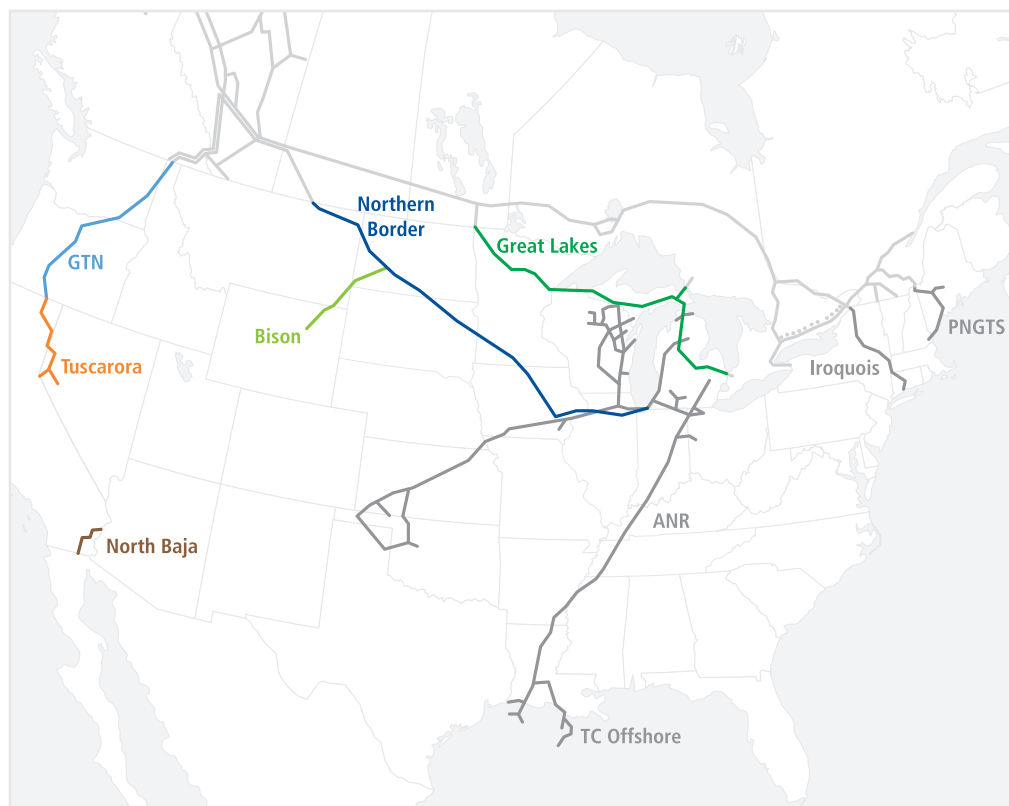 Northern
Border
Great Lakes
GTN
Bison
PNGTS
Tuscarora
Iroquois
ANR
North Baja
TC Offshore